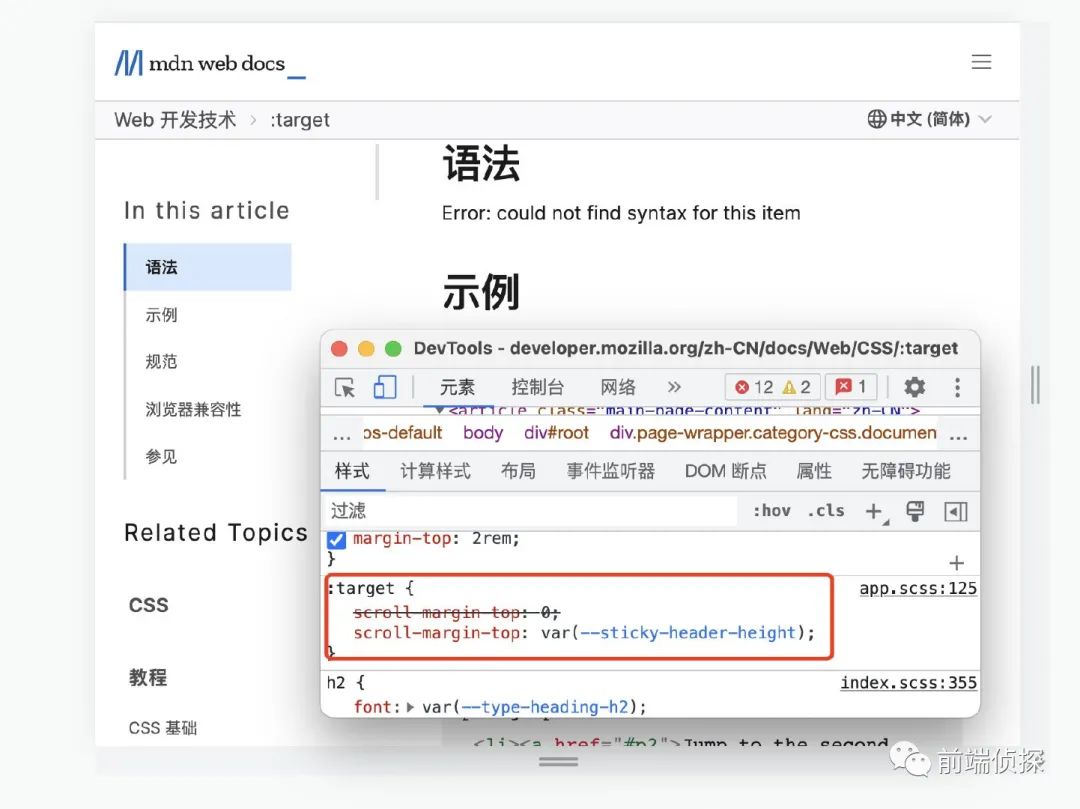 mdn web docs_
Web 开发技术 > :target
中文 (简体)
In this article
语法
示例
规范
浏览器兼容性
参见
Related Topics
CSS
教程
CSS 基础
语法
Error: could not find syntax for this item
示例
DevTools - developer.mozilla.org/zh-CN/docs/Web/CSS/:target
元素 控制台 网络 » 12 2 1
<article class="main-page-content" lang="zh-CN">
... os-default body div#root div.page-wrapper.category-css.documen ...
样式 计算样式 布局 事件监听器 DOM 断点 属性 无障碍功能
过滤 :hov .cls +
margin-top: 2rem;
}
:target { app.scss:125
scroll-margin-top: 0;
scroll-margin-top: var(--sticky-header-height);
}
h2 { index.scss:355
font: var(--type-heading-h2);
<li><a href="#p2">Jump to the second
前端侦探